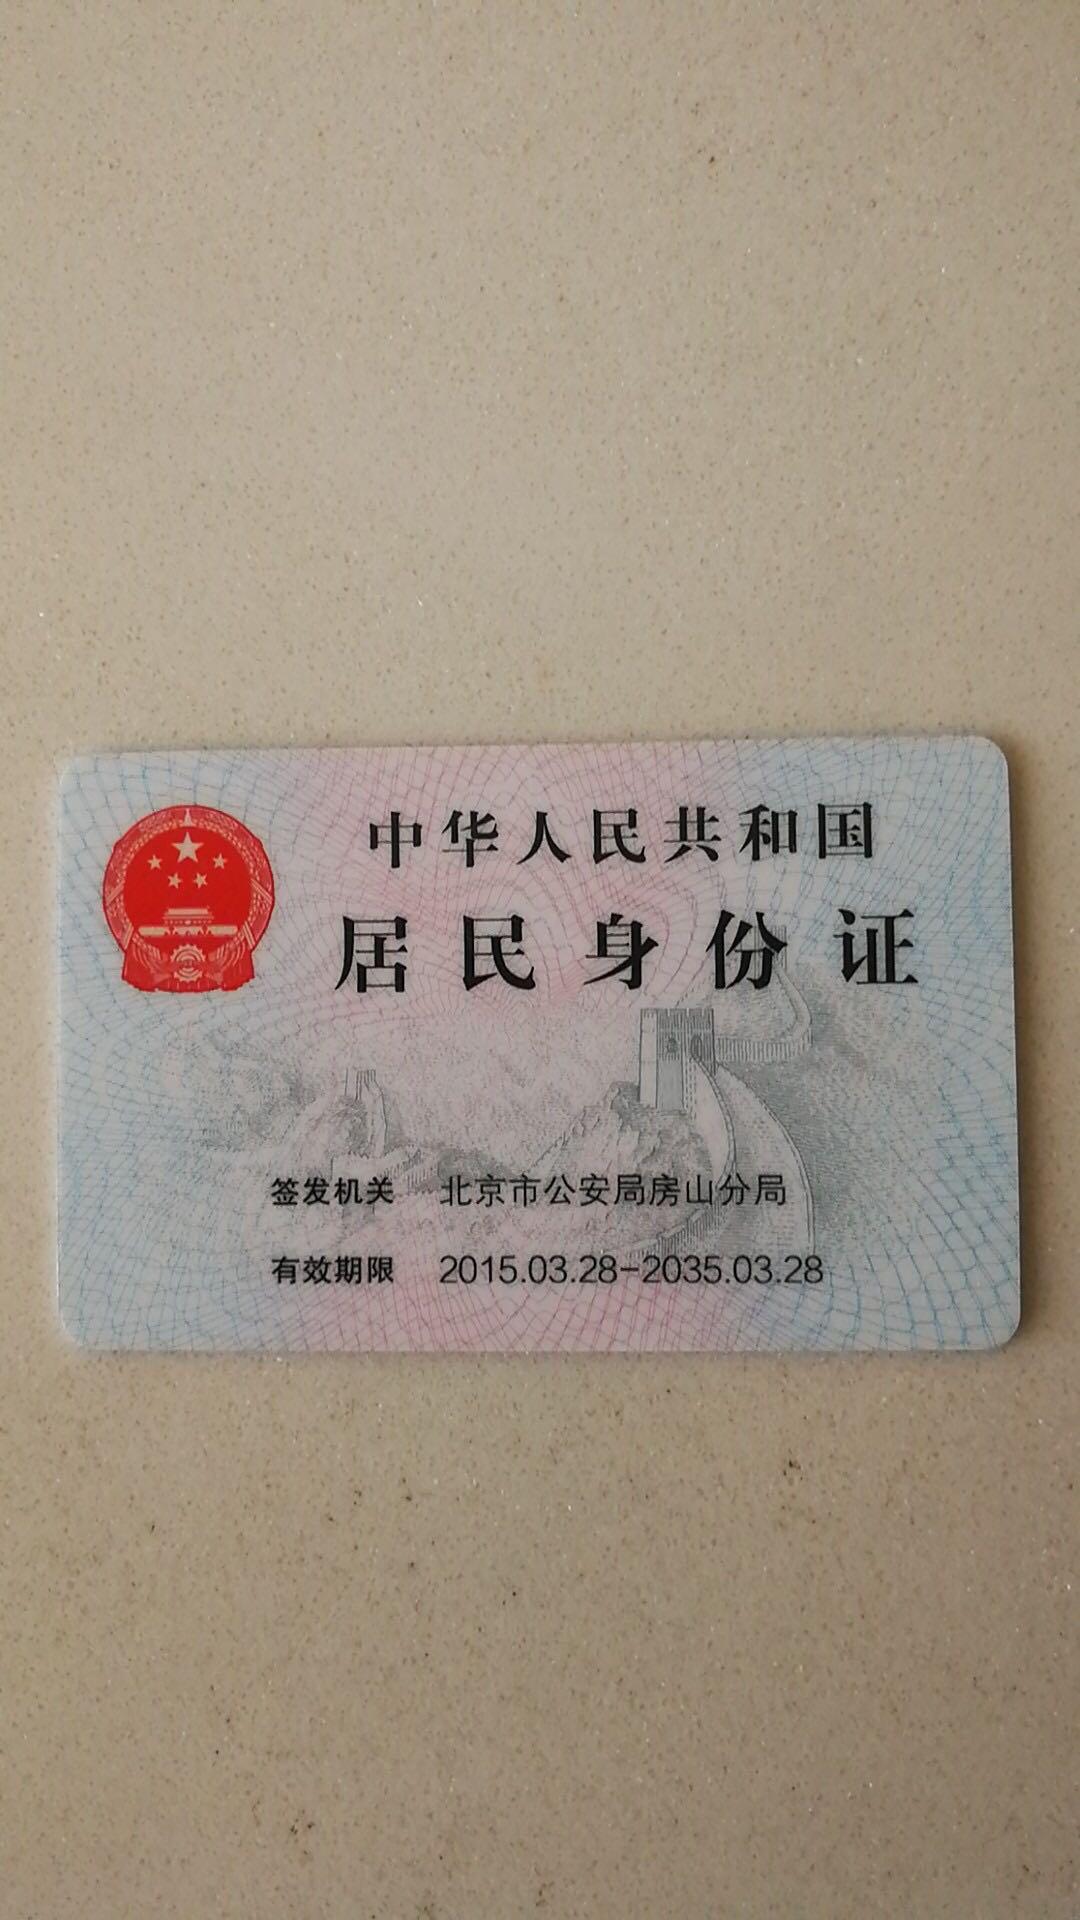 中华人民共和国
居民身份证
签发机关 北京市公安局房山分局
有效期限 2015.03.28-2035.03.28